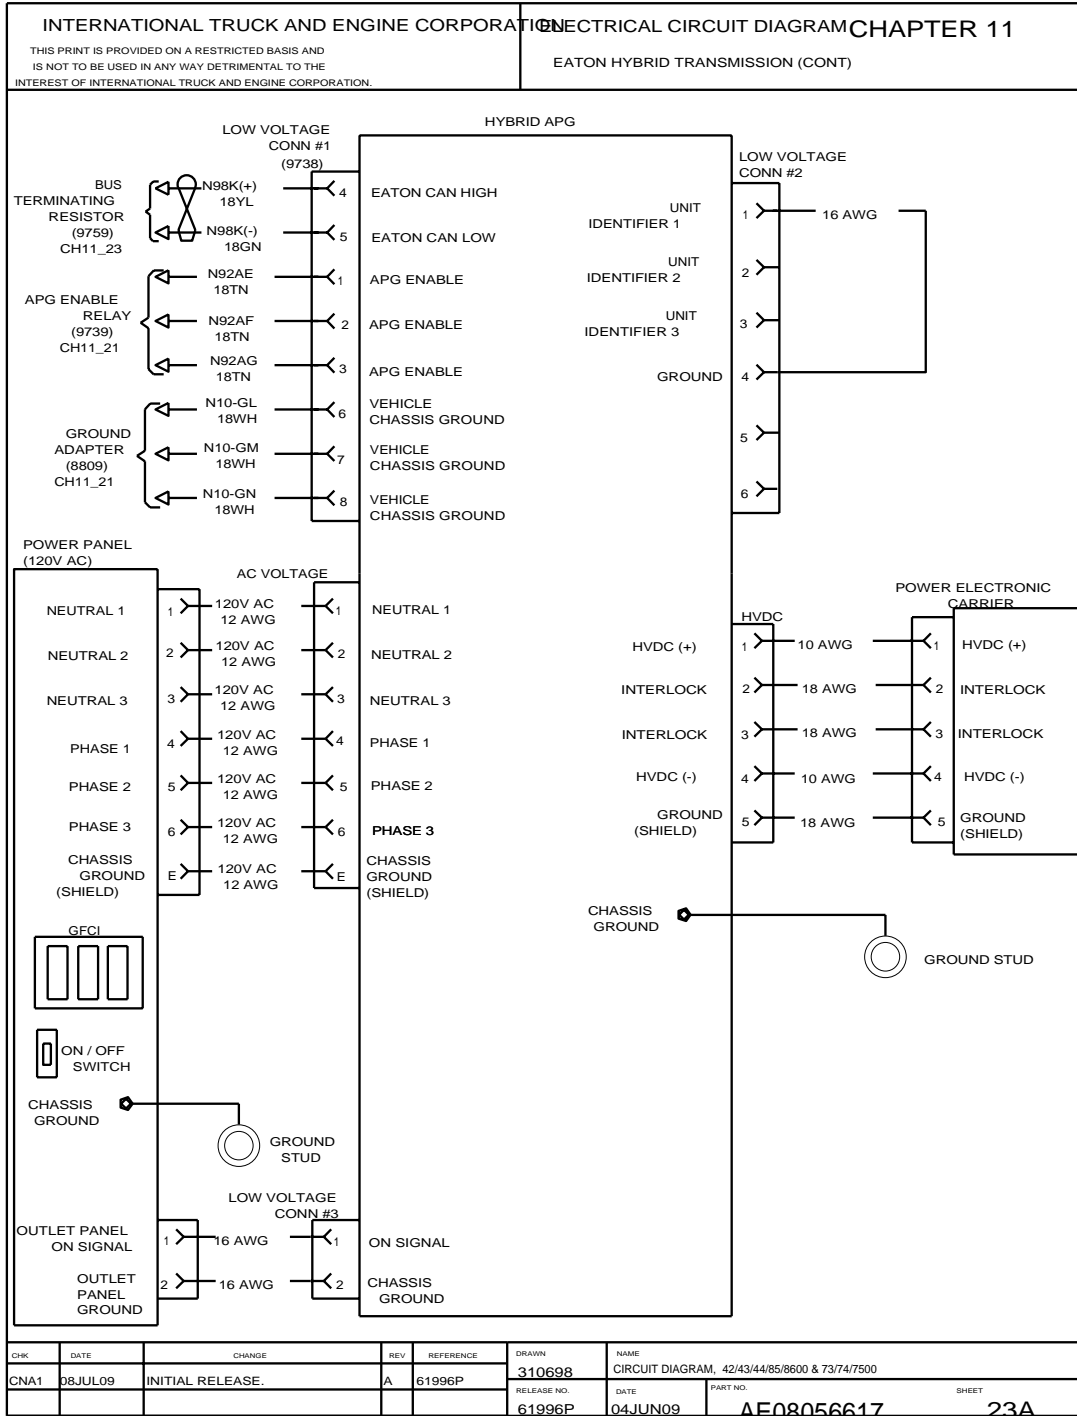 INTERNATIONAL TRUCK AND ENGINE CORPORATION
ELECTRICAL CIRCUIT DIAGRAM CHAPTER 11
THIS PRINT IS PROVIDED ON A RESTRICTED BASIS AND
IS NOT TO BE USED IN ANY WAY DETRIMENTAL TO THE
INTEREST OF INTERNATIONAL TRUCK AND ENGINE CORPORATION.
EATON HYBRID TRANSMISSION (CONT)
HYBRID APG
LOW VOLTAGE
CONN #1
(9738)
BUS
TERMINATING
RESISTOR
(9759)
CH11_23
N98K(+)
18YL
4
EATON CAN HIGH
N98K(-)
18GN
5
EATON CAN LOW
APG ENABLE
RELAY
(9739)
CH11_21
N92AE
18TN
1
APG ENABLE
N92AF
18TN
2
APG ENABLE
N92AG
18TN
3
APG ENABLE
GROUND
ADAPTER
(8809)
CH11_21
N10-GL
18WH
6
VEHICLE
CHASSIS GROUND
N10-GM
18WH
7
VEHICLE
CHASSIS GROUND
N10-GN
18WH
8
VEHICLE
CHASSIS GROUND
LOW VOLTAGE
CONN #2
UNIT
IDENTIFIER 1
1
16 AWG
UNIT
IDENTIFIER 2
2
UNIT
IDENTIFIER 3
3
GROUND
4
5
6
POWER PANEL
(120V AC)
AC VOLTAGE
NEUTRAL 1
1
120V AC
12 AWG
1
NEUTRAL 1
NEUTRAL 2
2
120V AC
12 AWG
2
NEUTRAL 2
NEUTRAL 3
3
120V AC
12 AWG
3
NEUTRAL 3
PHASE 1
4
120V AC
12 AWG
4
PHASE 1
PHASE 2
5
120V AC
12 AWG
5
PHASE 2
PHASE 3
6
120V AC
12 AWG
6
PHASE 3
CHASSIS
GROUND
(SHIELD)
E
120V AC
12 AWG
E
CHASSIS
GROUND
(SHIELD)
HVDC
POWER ELECTRONIC
CARRIER
HVDC (+)
1
10 AWG
1
HVDC (+)
INTERLOCK
2
18 AWG
2
INTERLOCK
INTERLOCK
3
18 AWG
3
INTERLOCK
HVDC (-)
4
10 AWG
4
HVDC (-)
GROUND
(SHIELD)
5
18 AWG
5
GROUND
(SHIELD)
CHASSIS
GROUND
GROUND STUD
GFCI
ON / OFF
SWITCH
CHASSIS
GROUND
GROUND
STUD
LOW VOLTAGE
CONN #3
OUTLET PANEL
ON SIGNAL
1
16 AWG
1
ON SIGNAL
OUTLET
PANEL
GROUND
2
16 AWG
2
CHASSIS
GROUND
CHK DATE CHANGE REV REFERENCE
CNA1 08JUL09 INITIAL RELEASE. A 61996P
DRAWN
310698
NAME
CIRCUIT DIAGRAM, 42/43/44/85/8600 & 73/74/7500
RELEASE NO.
61996P
DATE
04JUN09
PART NO.
AE08056617
SHEET
23A